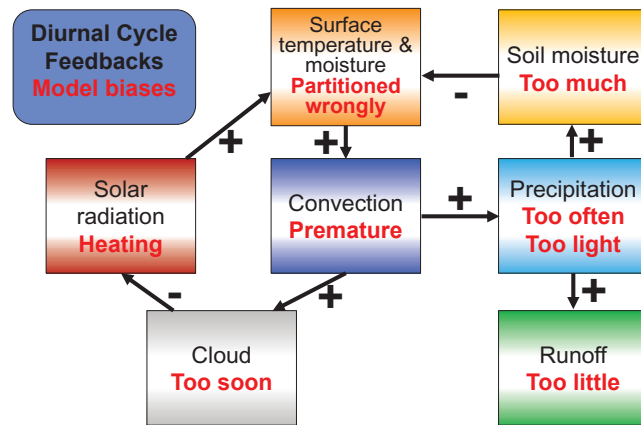 Diurnal Cycle
Feedbacks
Model biases
Surface
temperature &
moisture
Partitioned
wrongly
Soil moisture
Too much
-
+
+
+
Solar
radiation
Heating
Convection
Premature
+
Precipitation
Too often
Too light
-
+
+
Cloud
Too soon
Runoff
Too little